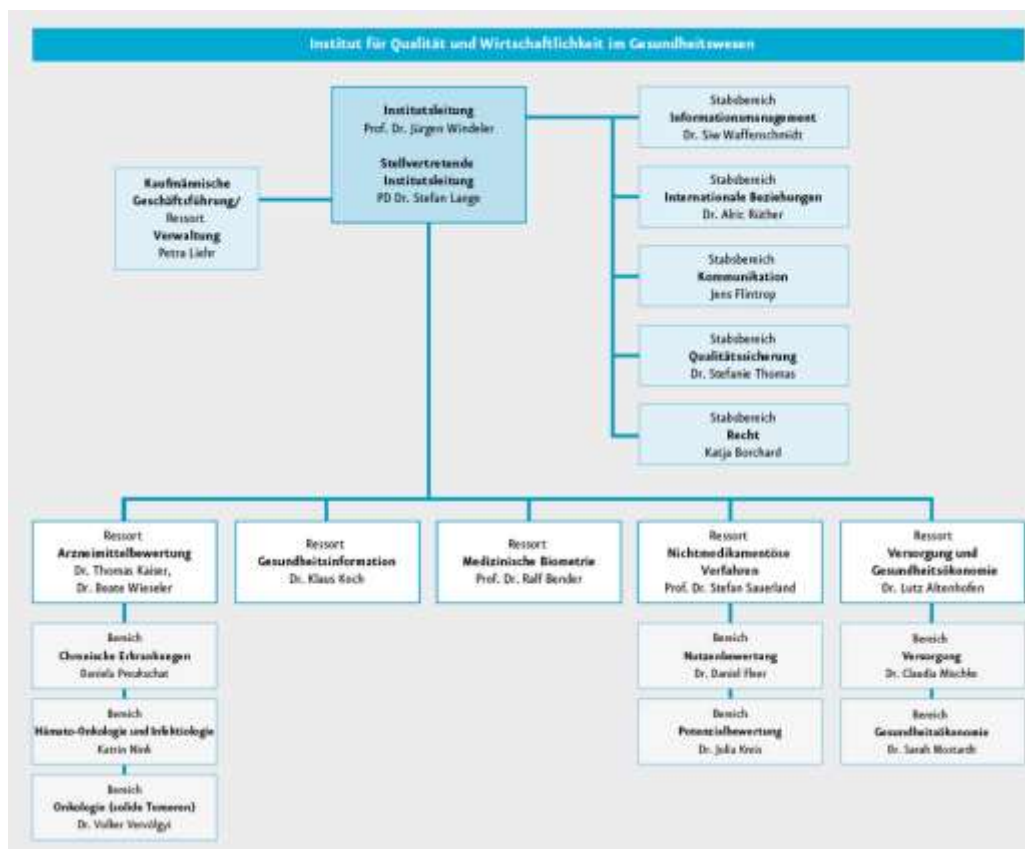 Institut für Qualität und Wirtschaftlichkeit im Gesundheitswesen
Institutsleitung
Prof. Dr. Jürgen Windeler
Stellvertretende
Institutsleitung
PD Dr. Stefan Lange
Kaufmännische
Geschäftsführung/
Ressort
Verwaltung
Petra Liehr
Stabsbereich
Informationsmanagement
Dr. Siw Waffenschmidt
Stabsbereich
Internationale Beziehungen
Dr. Alric Rüther
Stabsbereich
Kommunikation
Jens Flintrop
Stabsbereich
Qualitätssicherung
Dr. Stefanie Thomas
Stabsbereich
Recht
Katja Borchard
Ressort
Arzneimittelbewertung
Dr. Thomas Kaiser,
Dr. Beate Wieseler
Bereich
Chronische Erkrankungen
Daniela Preukschat
Bereich
Hämato-Onkologie und Infektiologie
Katrin Nink
Bereich
Onkologie (solide Tumoren)
Dr. Volker Vervölgyi
Ressort
Gesundheitsinformation
Dr. Klaus Koch
Ressort
Medizinische Biometrie
Prof. Dr. Ralf Bender
Ressort
Nichtmedikamentöse
Verfahren
Prof. Dr. Stefan Sauerland
Bereich
Nutzenbewertung
Dr. Daniel Fleer
Bereich
Potenzialbewertung
Dr. Julia Kreis
Ressort
Versorgung und
Gesundheitsökonomie
Dr. Lutz Altenhofen
Bereich
Versorgung
Dr. Claudia Mischke
Bereich
Gesundheitsökonomie
Dr. Sarah Mostardt